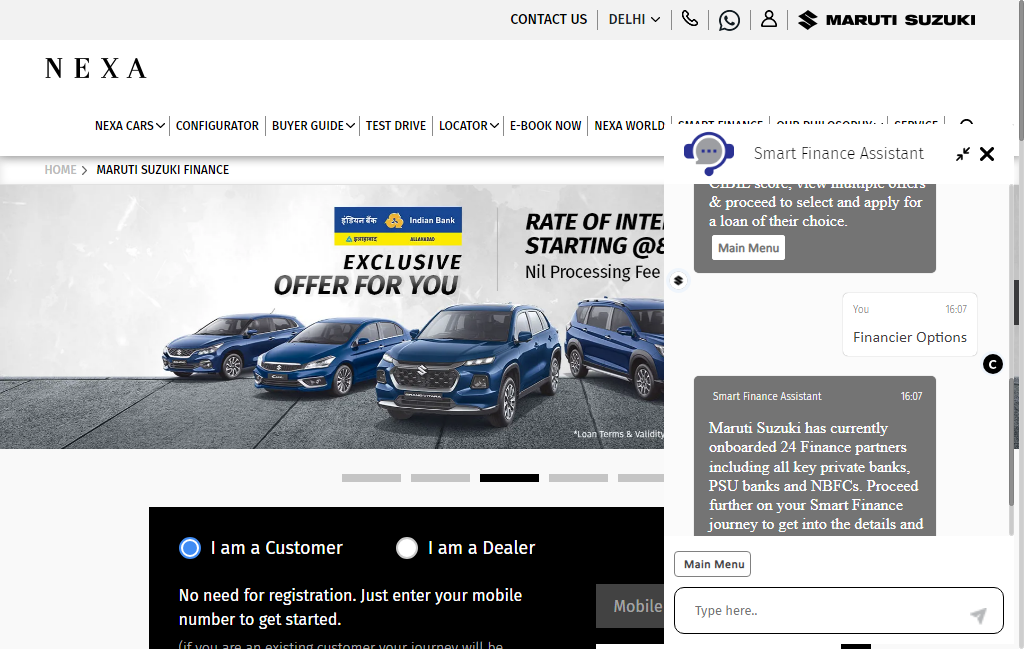 CONTACT US
DELHI
MARUTI SUZUKI
NEXA
NEXA CARS
CONFIGURATOR
BUYER GUIDE
TEST DRIVE
LOCATOR
E-BOOK NOW
NEXA WORLD
SMART FINANCE
OUR PHILOSOPHY
SERVICE
HOME
MARUTI SUZUKI FINANCE
इंडियन बैंक
Indian Bank
इलाहाबाद
ALLAHABAD
EXCLUSIVE
OFFER FOR YOU
RATE OF INTE
STARTING @8
Nil Processing Fee
GRAND VITARA
*Loan Terms & Validity
I am a Customer
I am a Dealer
No need for registration. Just enter your mobile
number to get started.
(if you are an existing customer your journey will be
Mobile
Smart Finance Assistant
CIBIL score, view multiple offers
& proceed to select and apply for
a loan of their choice.
Main Menu
You
16:07
Financier Options
C
Smart Finance Assistant
16:07
Maruti Suzuki has currently
onboarded 24 Finance partners
including all key private banks,
PSU banks and NBFCs. Proceed
further on your Smart Finance
journey to get into the details and
Main Menu
Type here..